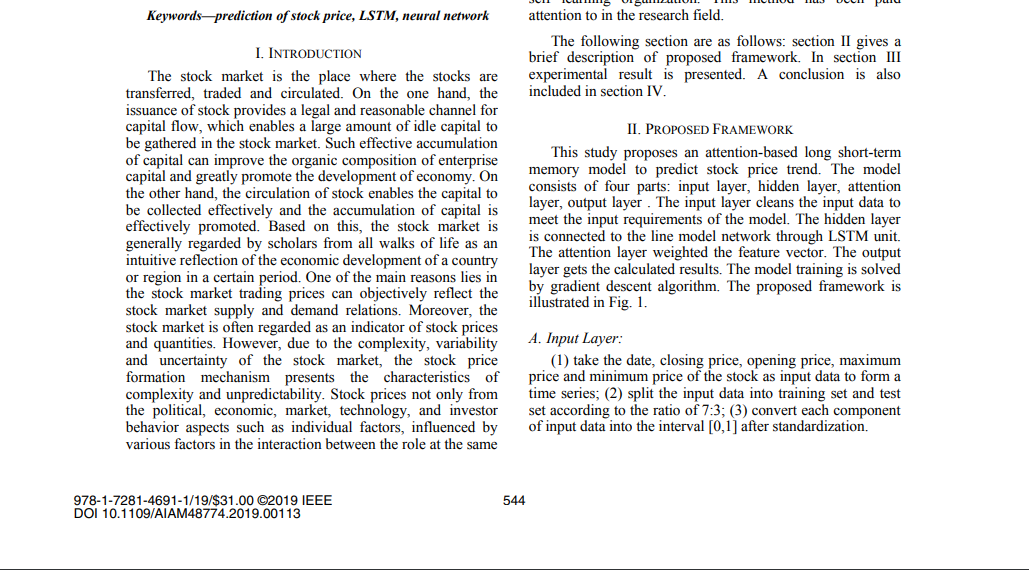 Keywords—prediction of stock price, LSTM, neural network
I. INTRODUCTION
The stock market is the place where the stocks are
transferred, traded and circulated. On the one hand, the
issuance of stock provides a legal and reasonable channel for
capital flow, which enables a large amount of idle capital to
be gathered in the stock market. Such effective accumulation
of capital can improve the organic composition of enterprise
capital and greatly promote the development of economy. On
the other hand, the circulation of stock enables the capital to
be collected effectively and the accumulation of capital is
effectively promoted. Based on this, the stock market is
generally regarded by scholars from all walks of life as an
intuitive reflection of the economic development of a country
or region in a certain period. One of the main reasons lies in
the stock market trading prices can objectively reflect the
stock market supply and demand relations. Moreover, the
stock market is often regarded as an indicator of stock prices
and quantities. However, due to the complexity, variability
and uncertainty of the stock market, the stock price
formation mechanism presents the characteristics of
complexity and unpredictability. Stock prices not only from
the political, economic, market, technology, and investor
behavior aspects such as individual factors, influenced by
various factors in the interaction between the role at the same
attention to in the research field.
The following section are as follows: section II gives a
brief description of proposed framework. In section III
experimental result is presented. A conclusion is also
included in section IV.
II. PROPOSED FRAMEWORK
This study proposes an attention-based long short-term
memory model to predict stock price trend. The model
consists of four parts: input layer, hidden layer, attention
layer, output layer . The input layer cleans the input data to
meet the input requirements of the model. The hidden layer
is connected to the line model network through LSTM unit.
The attention layer weighted the feature vector. The output
layer gets the calculated results. The model training is solved
by gradient descent algorithm. The proposed framework is
illustrated in Fig. 1.
A. Input Layer:
(1) take the date, closing price, opening price, maximum
price and minimum price of the stock as input data to form a
time series; (2) split the input data into training set and test
set according to the ratio of 7:3; (3) convert each component
of input data into the interval [0,1] after standardization.
978-1-7281-4691-1/19/$31.00 ©2019 IEEE
DOI 10.1109/AIAM48774.2019.00113
544